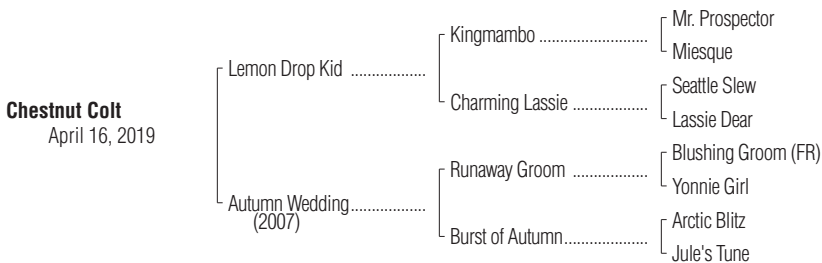 Mr. Prospector
Kingmambo ..........................
Miesque
Lemon Drop Kid ..................
Seattle Slew
Charming Lassie ..................
Lassie Dear
Chestnut Colt
April 16, 2019
Blushing Groom (FR)
Runaway Groom ..................
Yonnie Girl
Autumn Wedding..................
(2007)
Arctic Blitz
Burst of Autumn....................
Jule's Tune